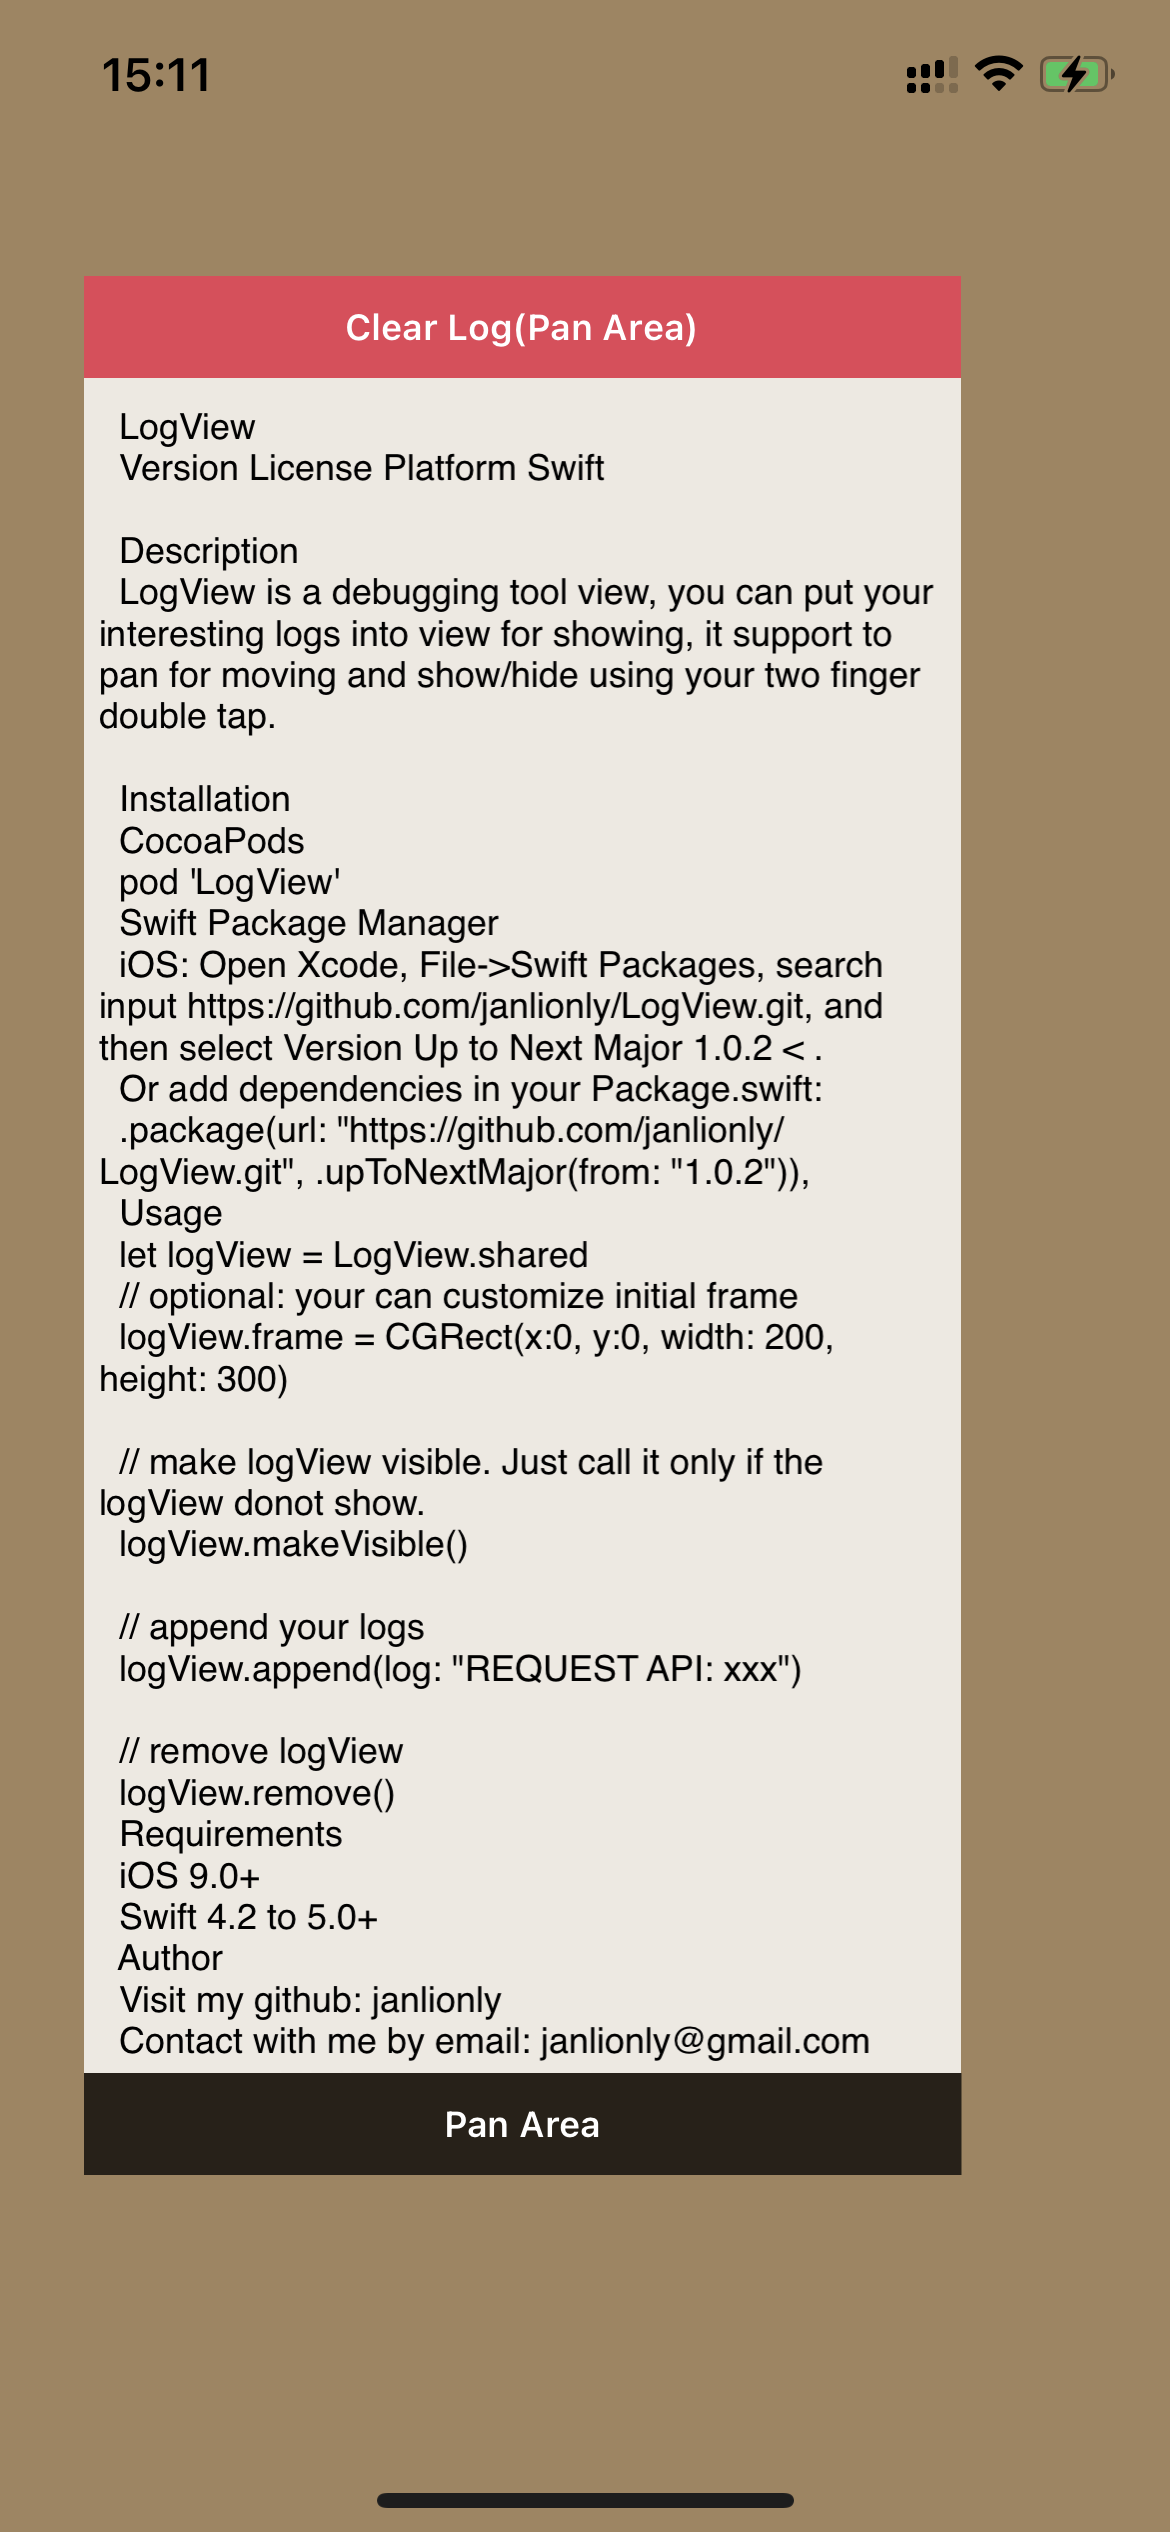 15:11
Clear Log(Pan Area)
LogView
Version License Platform Swift
Description
LogView is a debugging tool view, you can put your
interesting logs into view for showing, it support to
pan for moving and show/hide using your two finger
double tap.
Installation
CocoaPods
pod 'LogView'
Swift Package Manager
iOS: Open Xcode, File->Swift Packages, search
input https://github.com/janlionly/LogView.git, and
then select Version Up to Next Major 1.0.2 < .
Or add dependencies in your Package.swift:
.package(url: "https://github.com/janlionly/
LogView.git", .upToNextMajor(from: "1.0.2")),
Usage
let logView = LogView.shared
// optional: your can customize initial frame
logView.frame = CGRect(x:0, y:0, width: 200,
height: 300)
// make logView visible. Just call it only if the
logView donot show.
logView.makeVisible()
// append your logs
logView.append(log: "REQUEST API: xxx")
// remove logView
logView.remove()
Requirements
iOS 9.0+
Swift 4.2 to 5.0+
Author
Visit my github: janlionly
Contact with me by email: janlionly@gmail.com
Pan Area